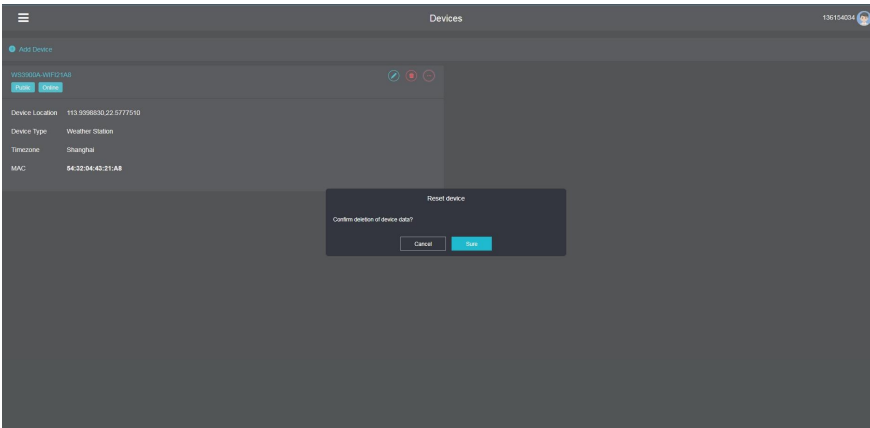 Devices
136154034
Add Device
WS3900A-WIFI21A8
Public Online
Device Location 113.9396830,22.5777510
Device Type Weather Station
Timezone Shanghai
MAC 54:32:04:43:21:A8
Reset device
Confirm deletion of device data?
Cancel Sure